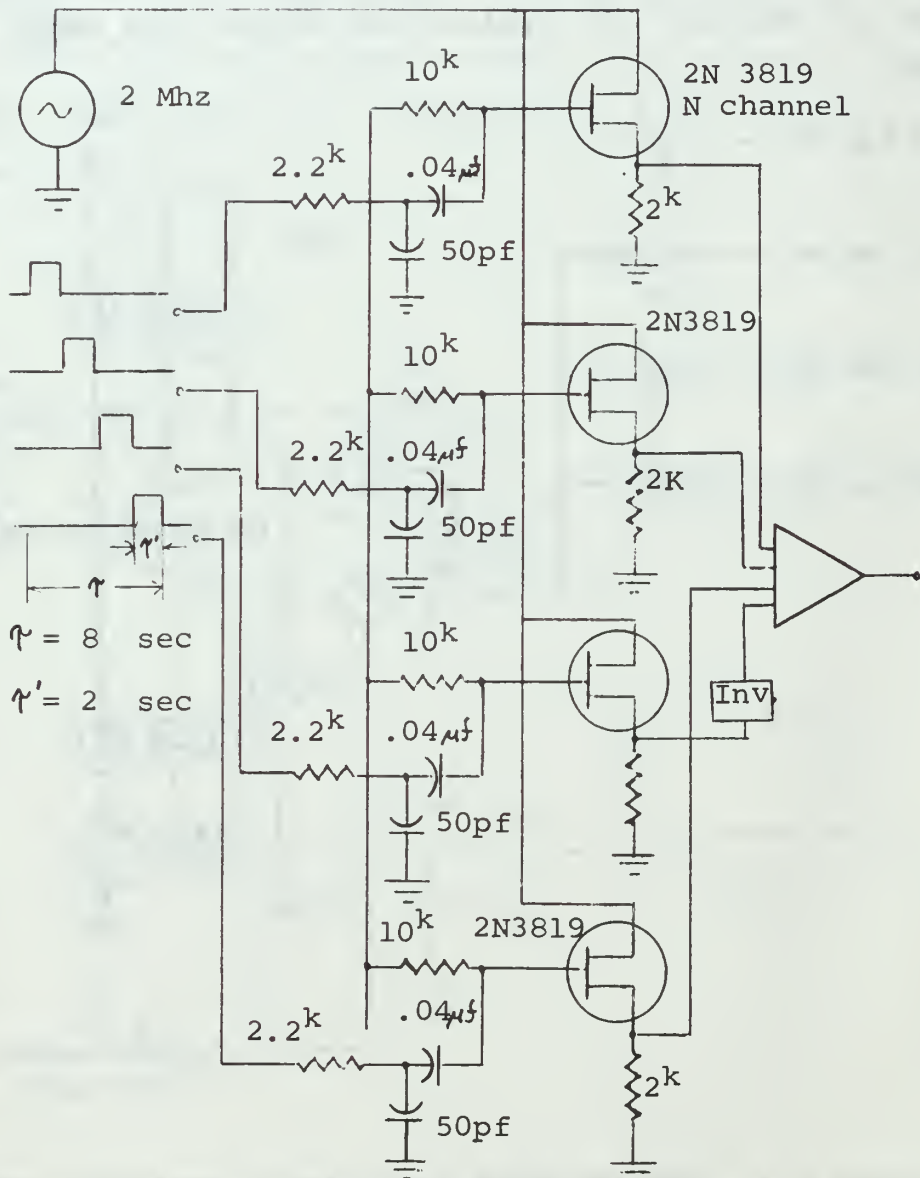 2 Mhz
10k
2N 3819
N channel
2.2k
.04μf
50pf
2k
2N3819
10k
2.2k
.04μf
50pf
2K
τ'
τ
τ = 8 sec
τ' = 2 sec
10k
2.2k
.04μf
50pf
Inv
10k
2N3819
2.2k
.04μf
50pf
2k